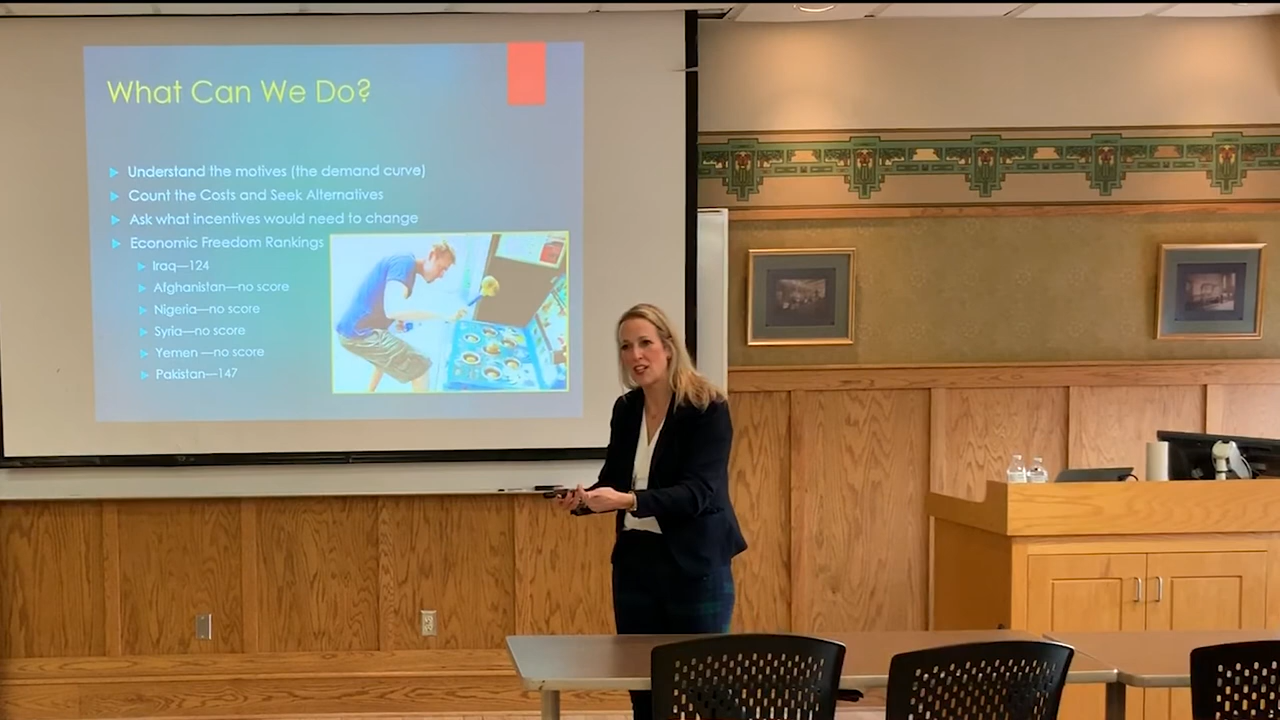 What Can We Do?
Understand the motives (the demand curve)
Count the Costs and Seek Alternatives
Ask what incentives would need to change
Economic Freedom Rankings
Iraq—124
Afghanistan—no score
Nigeria—no score
Syria—no score
Yemen —no score
Pakistan—147